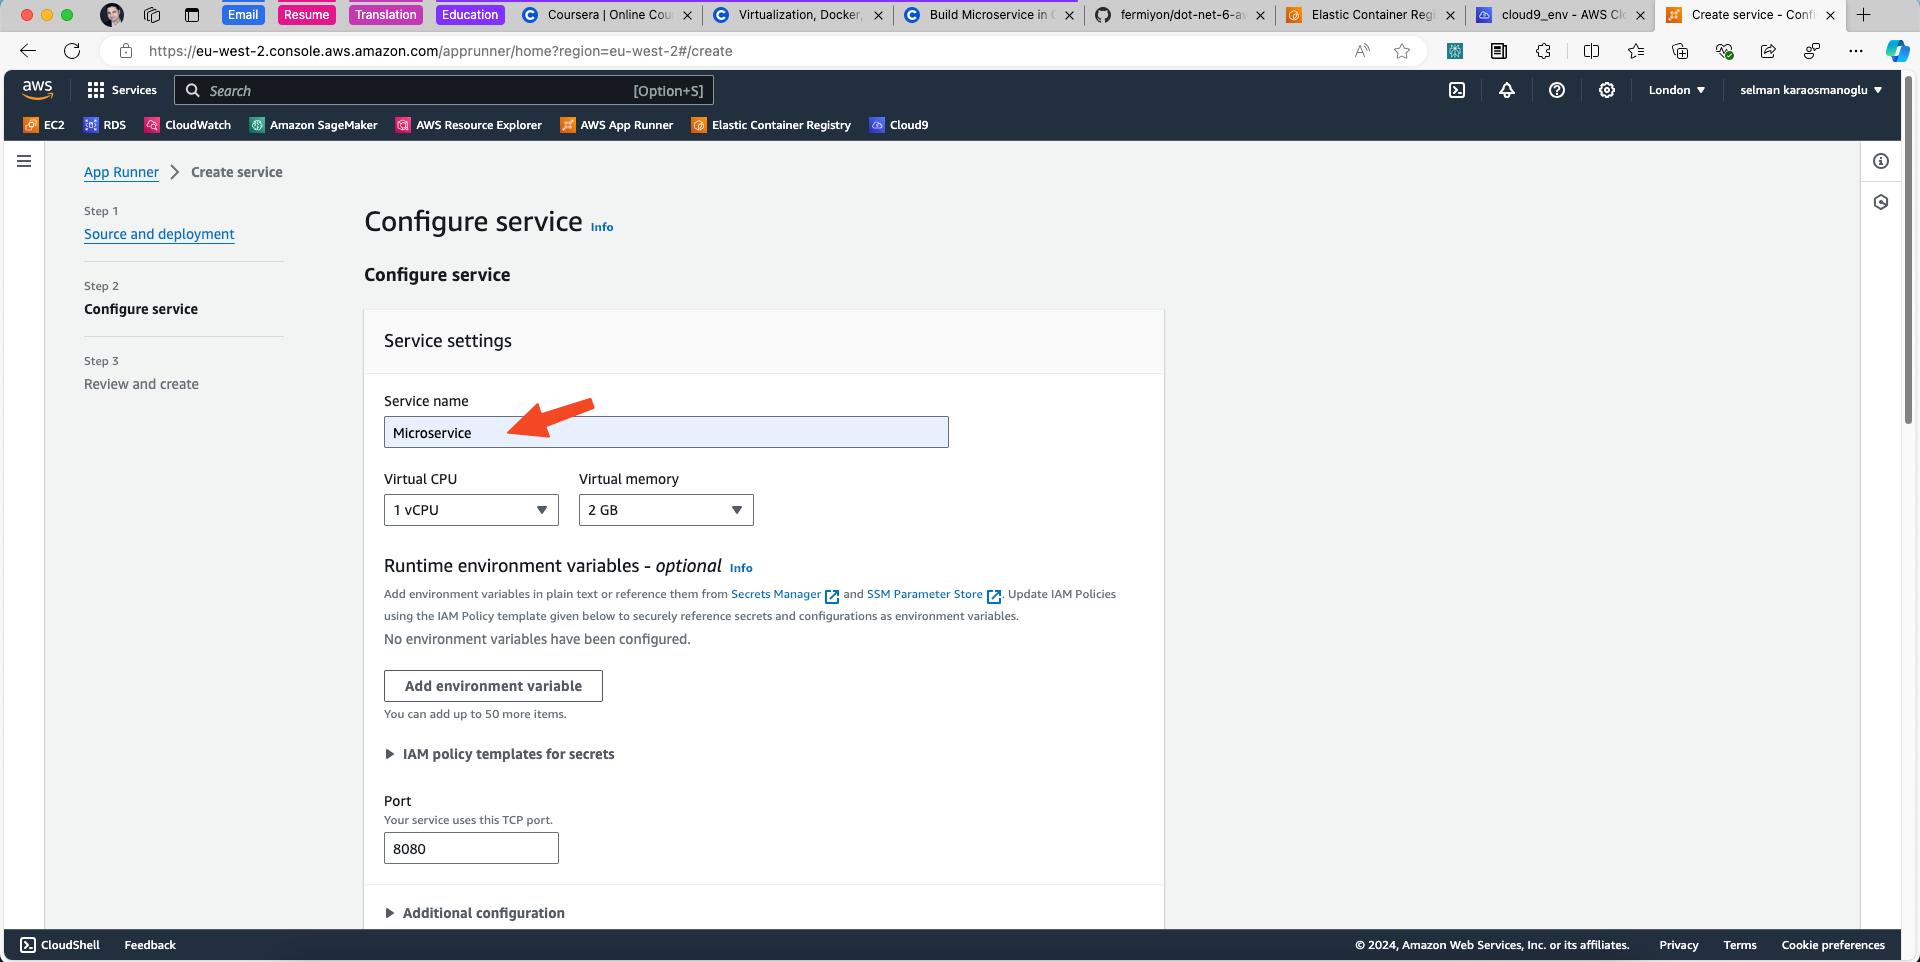 Email Resume Translation Education Coursera | Online Cou Virtualization, Docker, Build Microservice in C fermiyon/dot-net-6-aw Elastic Container Regi cloud9_env - AWS Clo Create service - Confi
https://eu-west-2.console.aws.amazon.com/apprunner/home?region=eu-west-2#/create
aws Services Search [Option+S] London selman karaosmanoglu
EC2 RDS CloudWatch Amazon SageMaker AWS Resource Explorer AWS App Runner Elastic Container Registry Cloud9
App Runner Create service
Step 1
Source and deployment
Step 2
Configure service
Step 3
Review and create
Configure service Info
Configure service
Service settings
Service name
Microservice
Virtual CPU Virtual memory
1 vCPU 2 GB
Runtime environment variables - optional Info
Add environment variables in plain text or reference them from Secrets Manager and SSM Parameter Store. Update IAM Policies
using the IAM Policy template given below to securely reference secrets and configurations as environment variables.
No environment variables have been configured.
Add environment variable
You can add up to 50 more items.
IAM policy templates for secrets
Port
Your service uses this TCP port.
8080
Additional configuration
CloudShell Feedback © 2024, Amazon Web Services, Inc. or its affiliates. Privacy Terms Cookie preferences